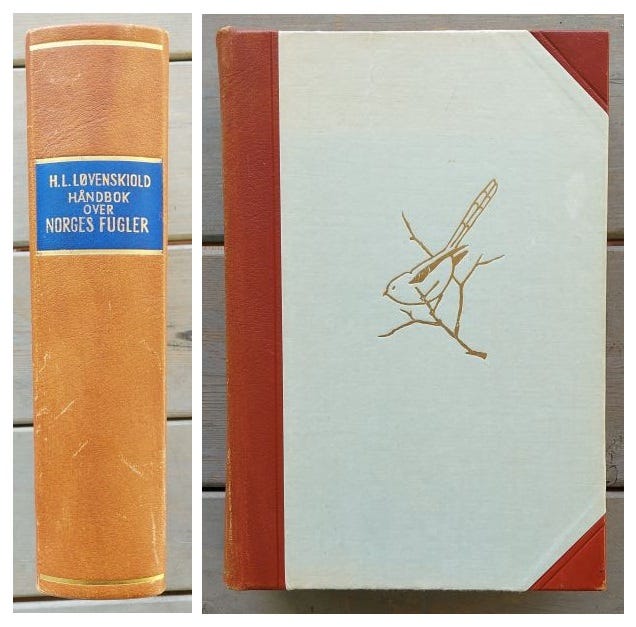 H.L.LØVENSKIOLD
HÅNDBOK
OVER
NORGES FUGLER